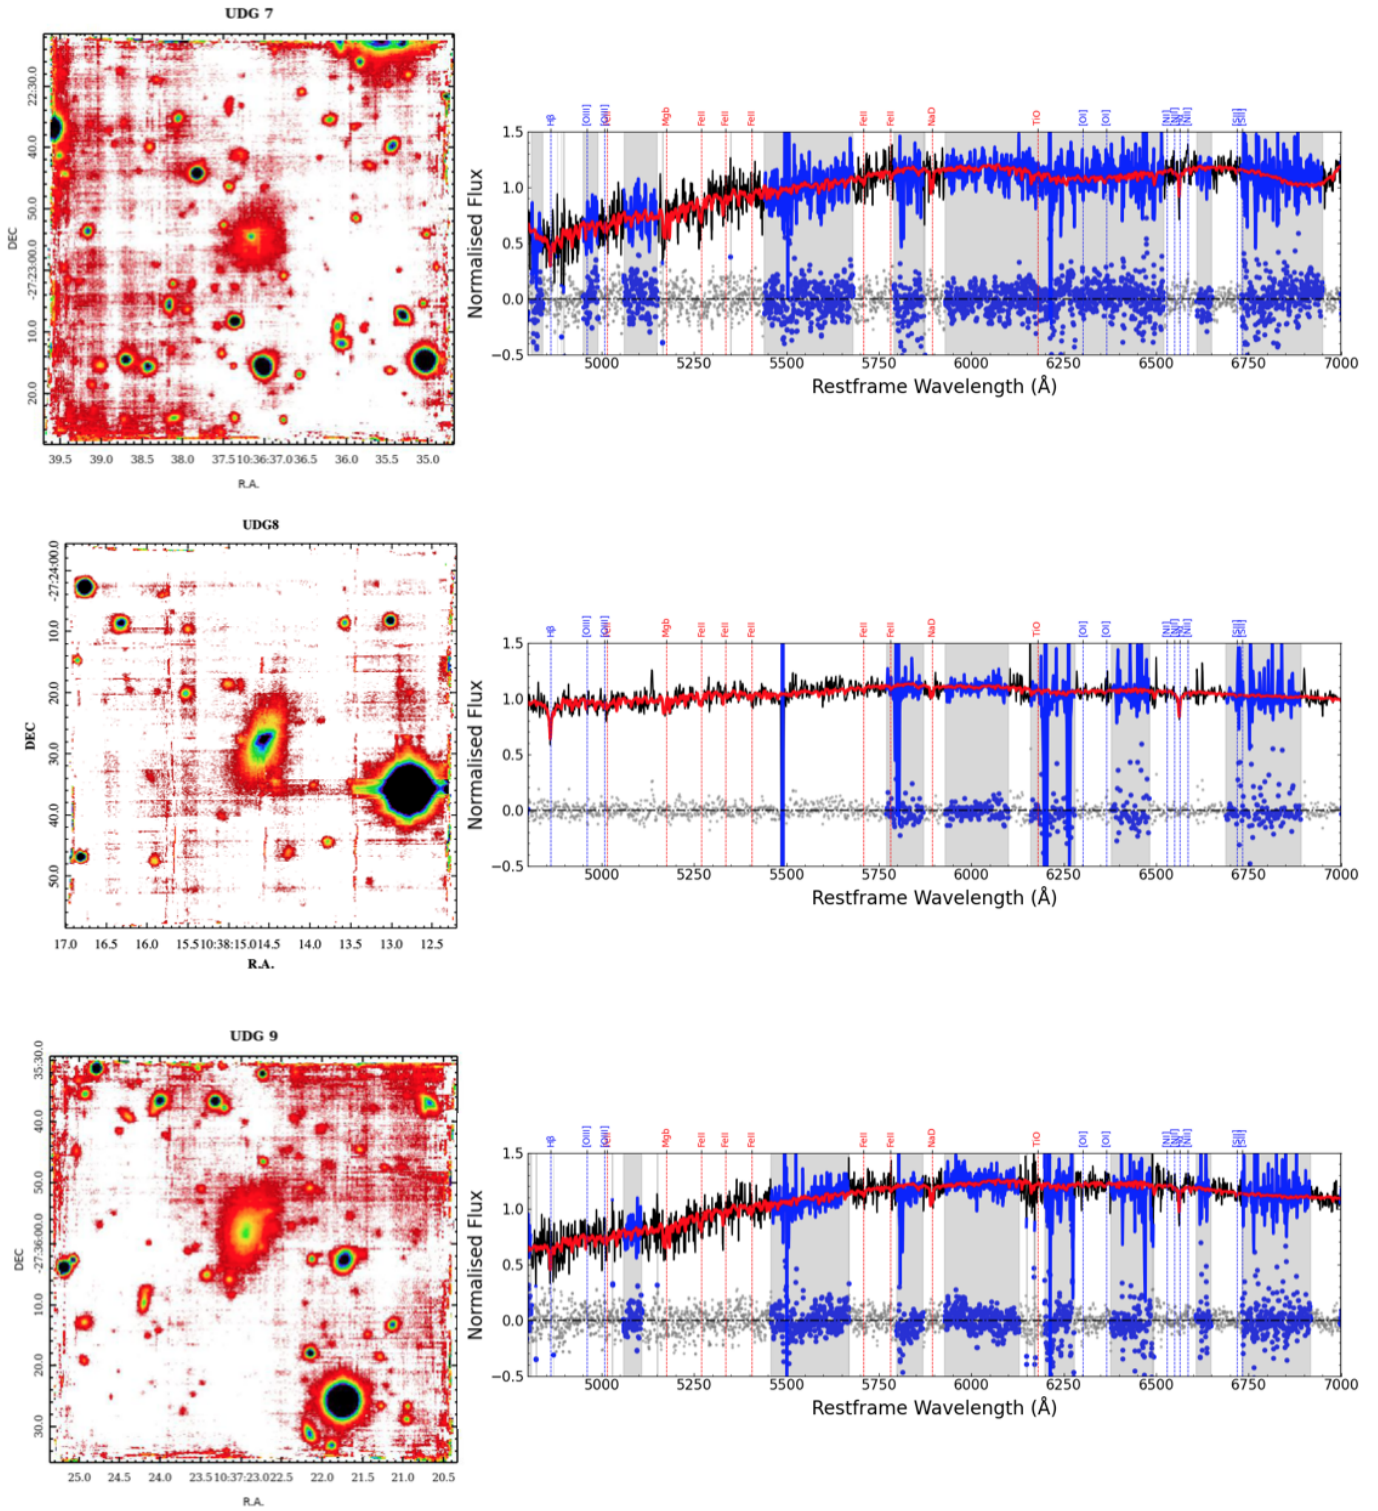 UDG 7
DEC
22:30.0
40.0
50.0
-27:23:00.0
10.0
20.0
39.5 39.0 38.5 38.0 37.5 10:36:37.0 36.5 36.0 35.5 35.0
R.A.
Hβ [OIII] [OIII] Mgb FeII FeII FeII FeII FeII NaD TiO [OI] [OI] [NI] [NII] [SII] [SII]
Normalised Flux
1.5
1.0
0.5
0.0
−0.5
5000 5250 5500 5750 6000 6250 6500 6750 7000
Restframe Wavelength (Å)
UDG8
DEC
-27:24:00.0
10.0
20.0
30.0
40.0
50.0
17.0 16.5 16.0 15.5 10:38:15.0 14.5 14.0 13.5 13.0 12.5
R.A.
Hβ [OIII] [OIII] Mgb FeII FeII FeII FeII FeII NaD TiO [OI] [OI] [NI] [NII] [SII] [SII]
Normalised Flux
1.5
1.0
0.5
0.0
−0.5
5000 5250 5500 5750 6000 6250 6500 6750 7000
Restframe Wavelength (Å)
UDG 9
DEC
35:30.0
40.0
50.0
-27:36:00.0
10.0
20.0
30.0
25.0 24.5 24.0 23.5 10:37:23.0 22.5 22.0 21.5 21.0 20.5
R.A.
Hβ [OIII] [OIII] Mgb FeII FeII FeII FeII FeII NaD TiO [OI] [OI] [NI] [NII] [SII] [SII]
Normalised Flux
1.5
1.0
0.5
0.0
−0.5
5000 5250 5500 5750 6000 6250 6500 6750 7000
Restframe Wavelength (Å)